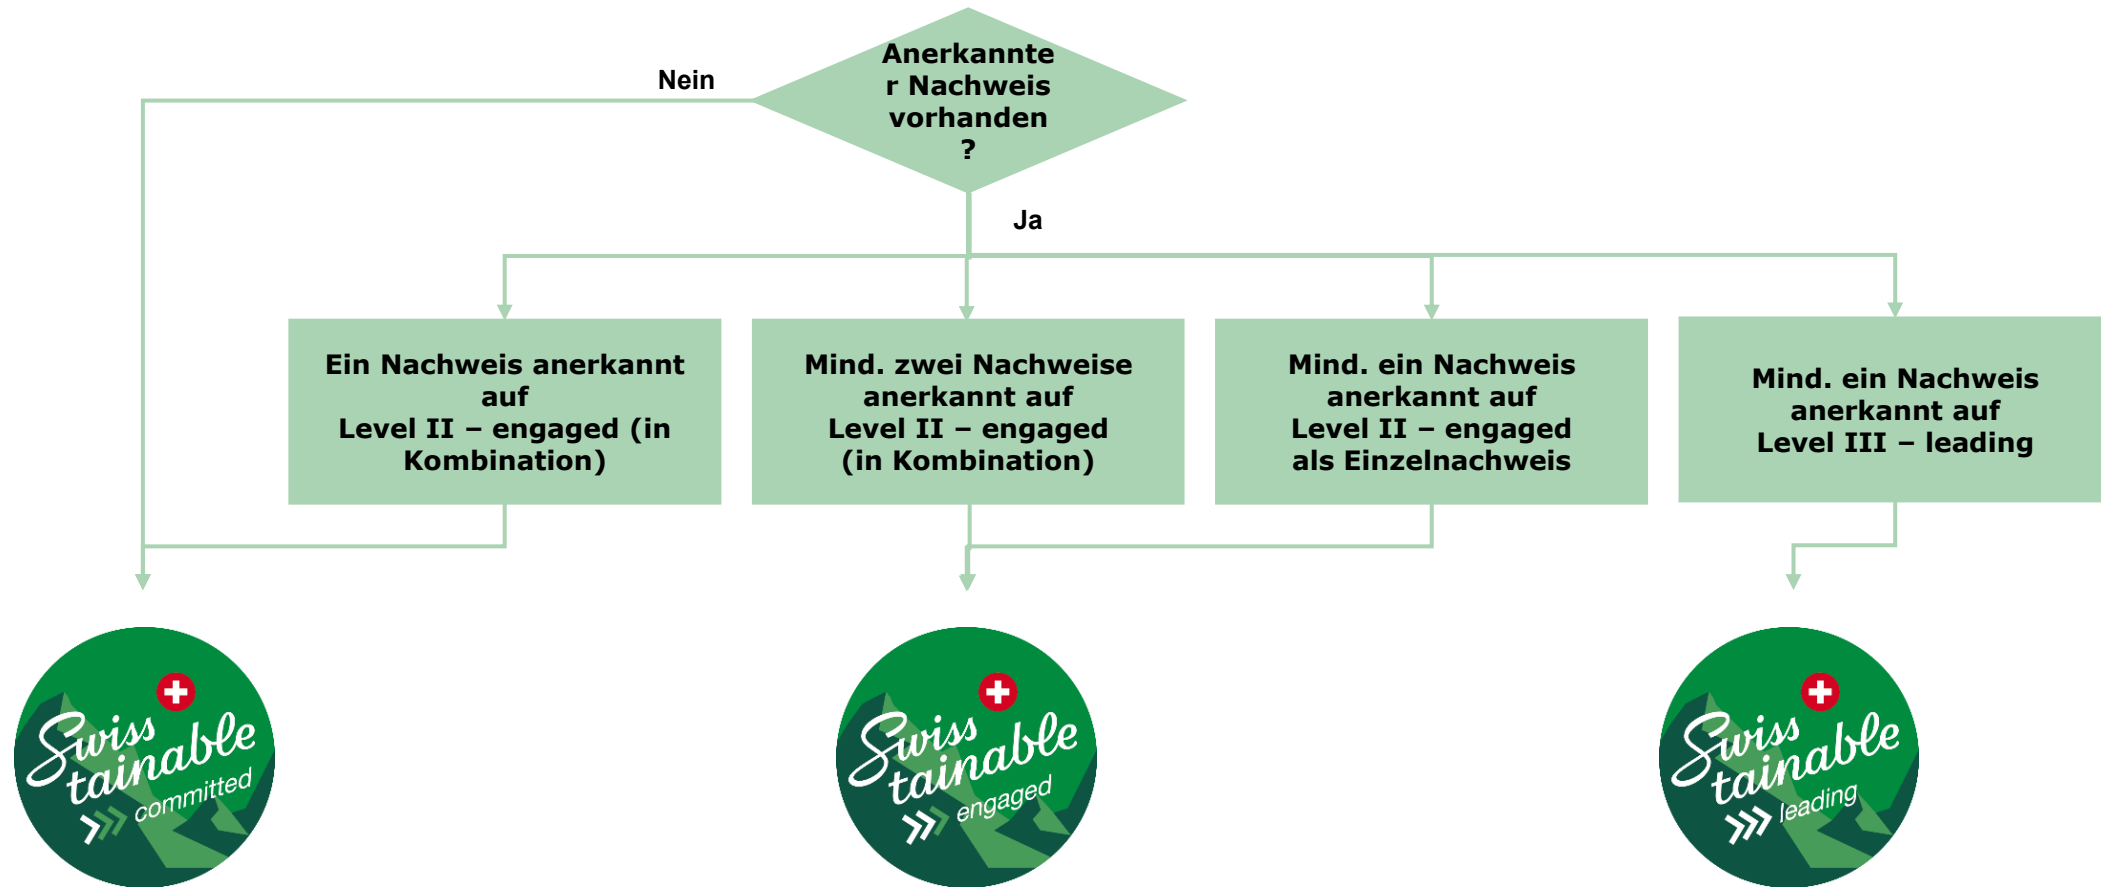 Anerkannte
r Nachweis
vorhanden
?
Nein
Ja
Ein Nachweis anerkannt
auf
Level II – engaged (in
Kombination)
Mind. zwei Nachweise
anerkannt auf
Level II – engaged
(in Kombination)
Mind. ein Nachweis
anerkannt auf
Level II – engaged
als Einzelnachweis
Mind. ein Nachweis
anerkannt auf
Level III – leading
Swiss
tainable
committed
Swiss
tainable
engaged
Swiss
tainable
leading